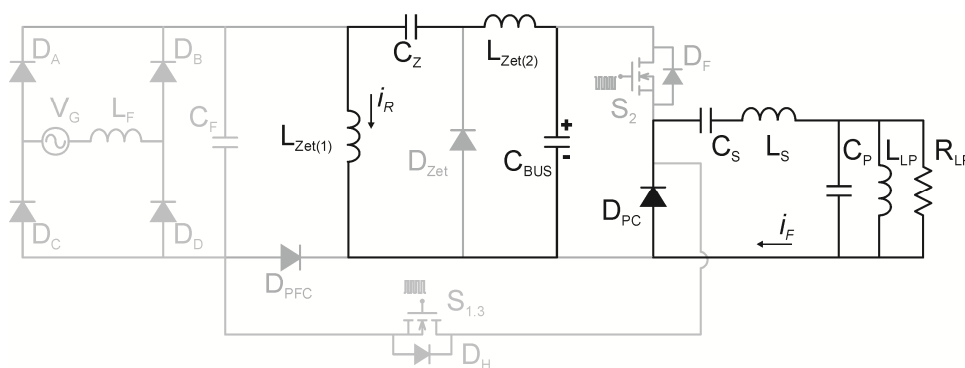 D_A
D_B
V_G
L_F
C_F
D_C
D_D
D_PFC
L_Zet(1)
i_R
C_Z
L_Zet(2)
D_Zet
C_BUS
+
-
S_2
D_F
C_S
L_S
C_P
L_LP
R_LP
D_PC
i_F
S_1.3
D_H